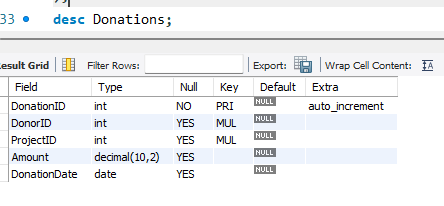 33 desc Donations;
Result Grid Filter Rows: Export: Wrap Cell Content:
Field Type Null Key Default Extra
DonationID int NO PRI NULL auto_increment
DonorID int YES MUL NULL
ProjectID int YES MUL NULL
Amount decimal(10,2) YES NULL
DonationDate date YES NULL